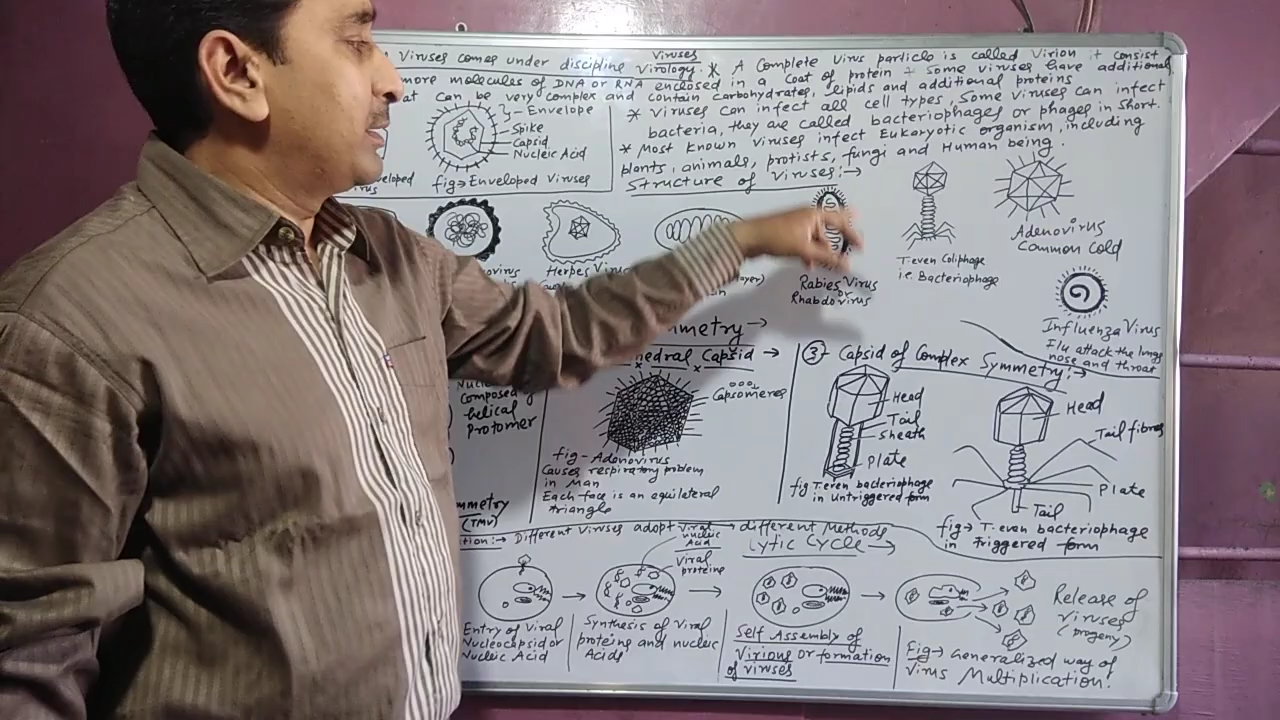 Viruses
Viruses comes under discipline Virology. * A Complete Virus particle is called Virion it consist
more molecules of DNA or RNA enclosed in a Coat of protein + Some viruses have additional
at can be very complex and contain carbohydrates, lipids and additional proteins
* Viruses can infect all cell types, Some Viruses can infect
bacteria, they are called bacteriophages or phages in Short.
* Most Known Viruses infect Eukaryotic organism, including
plants, animals, protists, fungi and Human being.
Structure of Viruses:→
Envelope
Spike
Capsid
Nucleic Acid
fig→ Enveloped Viruses
Herpes
Rabies Virus
or
Rhabdovirus
T.even Coliphage
i.e. Bacteriophage
Adenovirus
Common Cold
Influenza Virus
Flu attack the lungs
nose and throat
mmetry→
hedral Capsid →
Composed
helical
Protomer
mmetry
(TMV)
Capsomeres
fig- Adenovirus
Causes respiratory problem
in Man
Each face is an equilateral
triangle
③ Capsid of Complex Symmetry:→
Head
Tail
Sheath
Plate
fig T.even bacteriophage
in Untriggered form
Head
Tail fibres
Plate
Tail
fig→ T.even bacteriophage
in Triggered form
tion:→ Different Viruses adopt different Methods
Lytic Cycle→
Viral
nucleic
Acid
Viral
proteins
Entry of Viral
Nucleocapsid or
Nucleic Acid
Synthesis of Viral
proteins and nucleic
Acids
Self Assembly of
Virions or formation
of viruses
Release of
Viruses
(progeny)
Fig→ Generalized way of
Virus Multiplication.